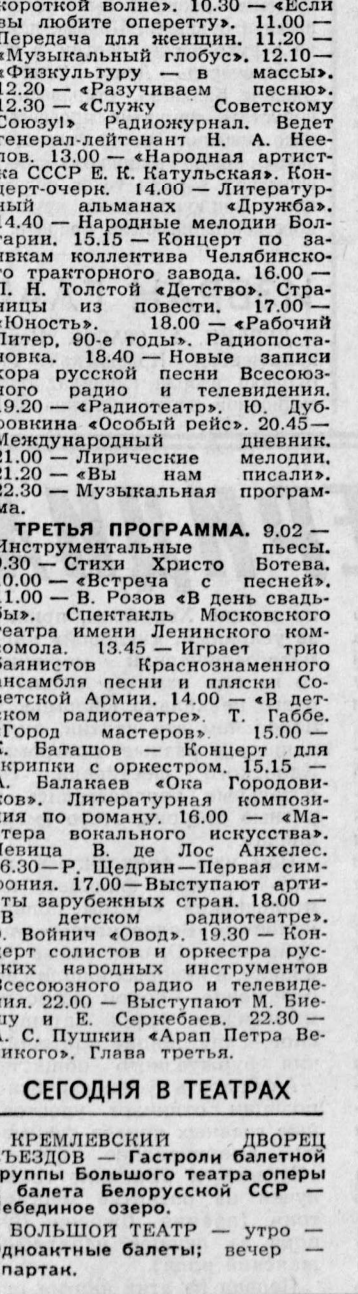 короткой волне». 10.30 — «Если
вы любите оперетту». 11.00 —
Передача для женщин. 11.20 —
«Музыкальный глобус». 12.10—
«Физкультуру — в массы».
12.20 — «Разучиваем песню».
12.30 — «Служу Советскому
Союзу!» Радиожурнал. Ведет
генерал-лейтенант Н. А. Нее-
лов. 13.00 — «Народная артист-
ка СССР Е. К. Катульская». Кон-
церт-очерк. 14.00 — Литератур-
ный альманах «Дружба».
14.40 — Народные мелодии Бол-
гарии. 15.15 — Концерт по за-
явкам коллектива Челябинско-
го тракторного завода. 16.00 —
Л. Н. Толстой «Детство». Стра-
ницы из повести. 17.00 —
«Юность». 18.00 — «Рабочий
Питер, 90-е годы». Радиопоста-
новка. 18.40 — Новые записи
хора русской песни Всесоюз-
ного радио и телевидения.
19.20 — «Радиотеатр». Ю. Дуб-
ровкина «Особый рейс». 20.45—
Международный дневник.
21.00 — Лирические мелодии.
21.20 — «Вы нам писали».
22.30 — Музыкальная програм-
ма.
ТРЕТЬЯ ПРОГРАММА. 9.02 —
Инструментальные пьесы.
9.30 — Стихи Христо Ботева.
10.00 — «Встреча с песней».
11.00 — В. Розов «В день свадь-
бы». Спектакль Московского
театра имени Ленинского ком-
сомола. 13.45 — Играет трио
баянистов Краснознаменного
ансамбля песни и пляски Со-
ветской Армии. 14.00 — «В дет-
ском радиотеатре». Т. Габбе.
«Город мастеров». 15.00 —
Баташов — Концерт для
скрипки с оркестром. 15.15 —
А. Балакаев «Ока Городови-
ков». Литературная компози-
ция по роману. 16.00 — «Ма-
стера вокального искусства».
Певица В. де Лос Анхелес.
16.30—Р. Щедрин—Первая сим-
фония. 17.00—Выступают арти-
сты зарубежных стран. 18.00 —
«В детском радиотеатре».
Войнич «Овод». 19.30 — Кон-
церт солистов и оркестра рус-
ских народных инструментов
Всесоюзного радио и телевиде-
ния. 22.00 — Выступают М. Бие-
шу и Е. Серкебаев. 22.30 —
А. С. Пушкин «Арап Петра Ве-
ликого». Глава третья.
СЕГОДНЯ В ТЕАТРАХ
КРЕМЛЕВСКИЙ ДВОРЕЦ
СЪЕЗДОВ — Гастроли балетной
труппы Большого театра оперы
и балета Белорусской ССР —
Лебединое озеро.
БОЛЬШОЙ ТЕАТР — утро —
Одноактные балеты; вечер —
Спартак.